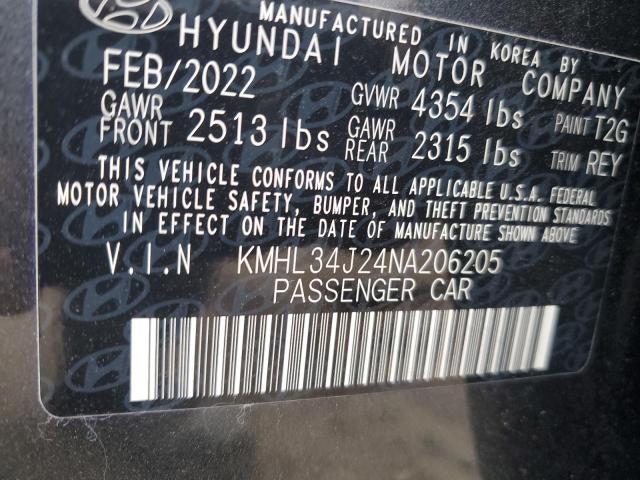 MANUFACTURED IN KOREA BY
HYUNDAI MOTOR COMPANY
FEB/2022 GVWR 4354 lbs PAINT T2G
GAWR FRONT 2513 lbs GAWR REAR 2315 lbs TRIM REY
THIS VEHICLE CONFORMS TO ALL APPLICABLE U.S.A. FEDERAL
MOTOR VEHICLE SAFETY, BUMPER, AND THEFT PREVENTION STANDARDS
IN EFFECT ON THE DATE OF MANUFACTURE SHOWN ABOVE.
V.I.N KMHL34J24NA206205
PASSENGER CAR